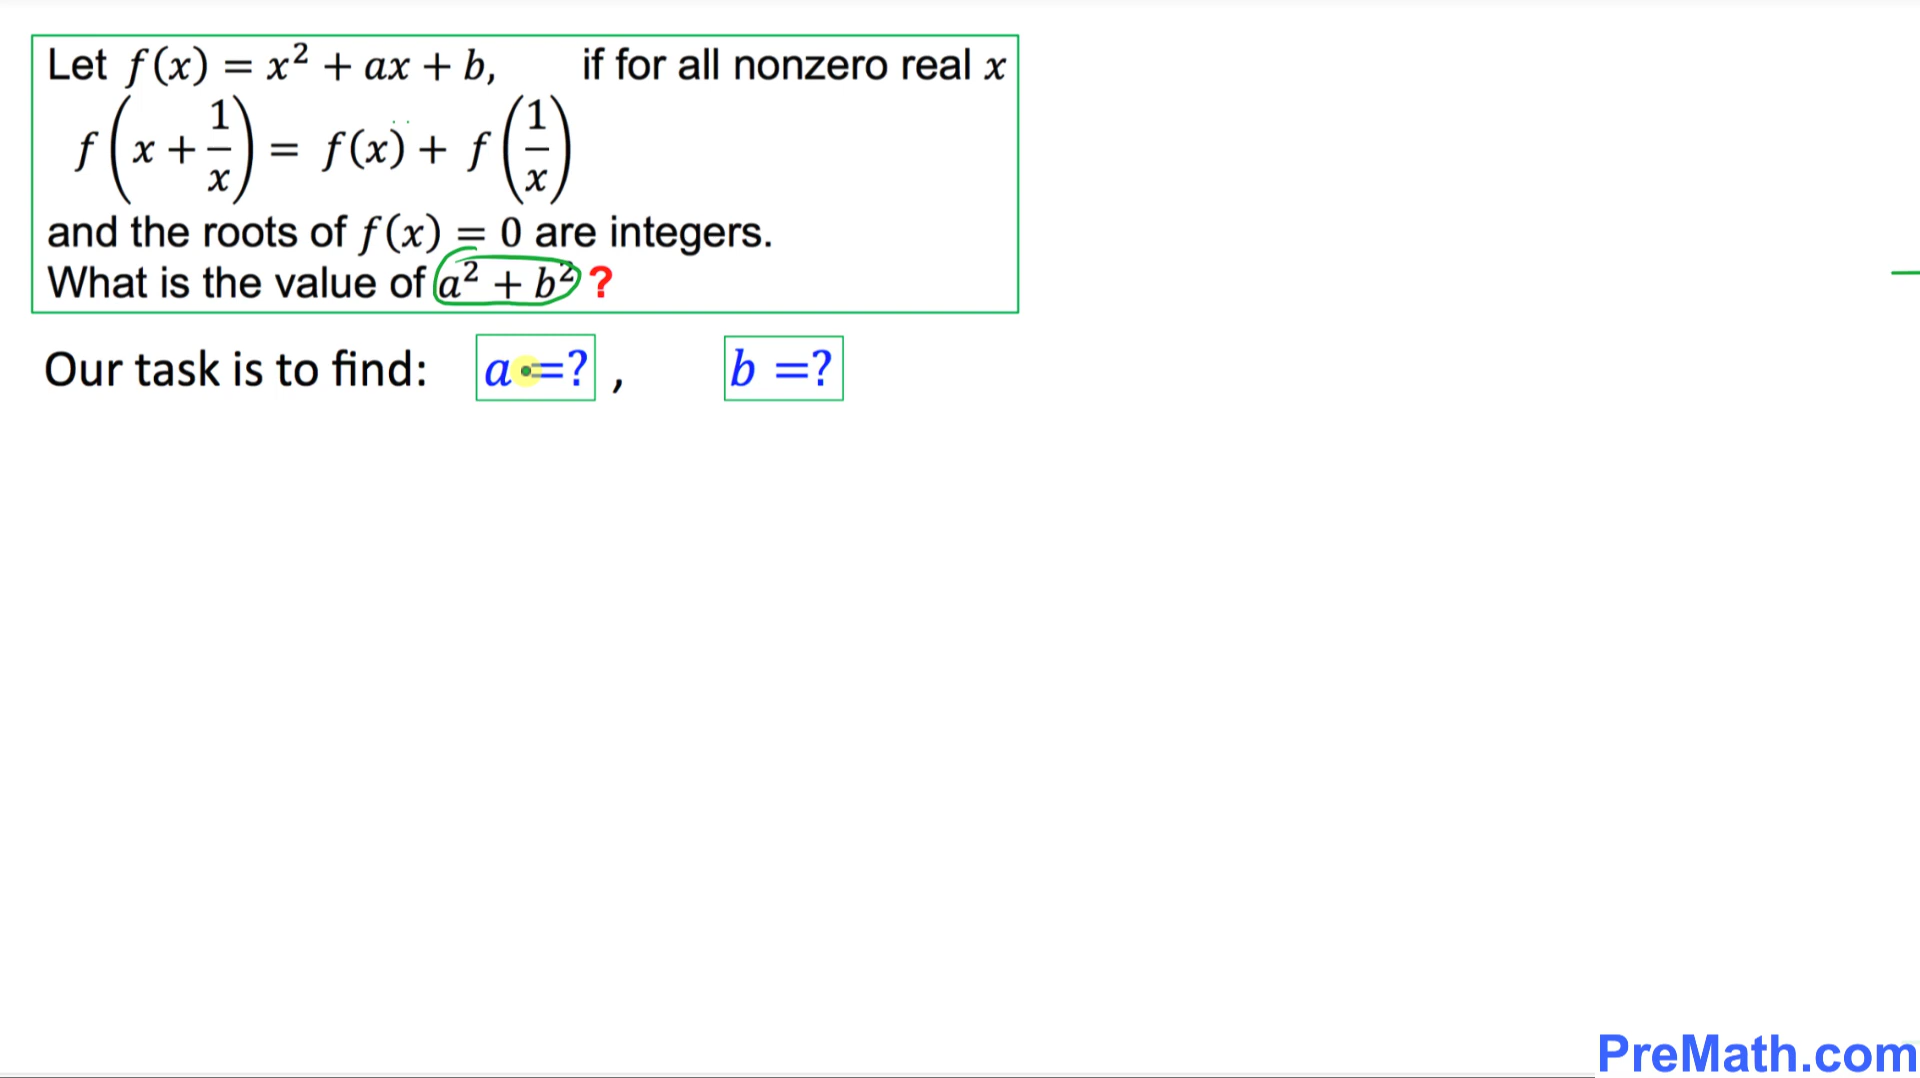 Let f(x) = x² + ax + b, if for all nonzero real x
f(x + 1/x) = f(x) + f(1/x)
and the roots of f(x) = 0 are integers.
What is the value of a² + b² ?
Our task is to find: a =? , b =?
PreMath.com